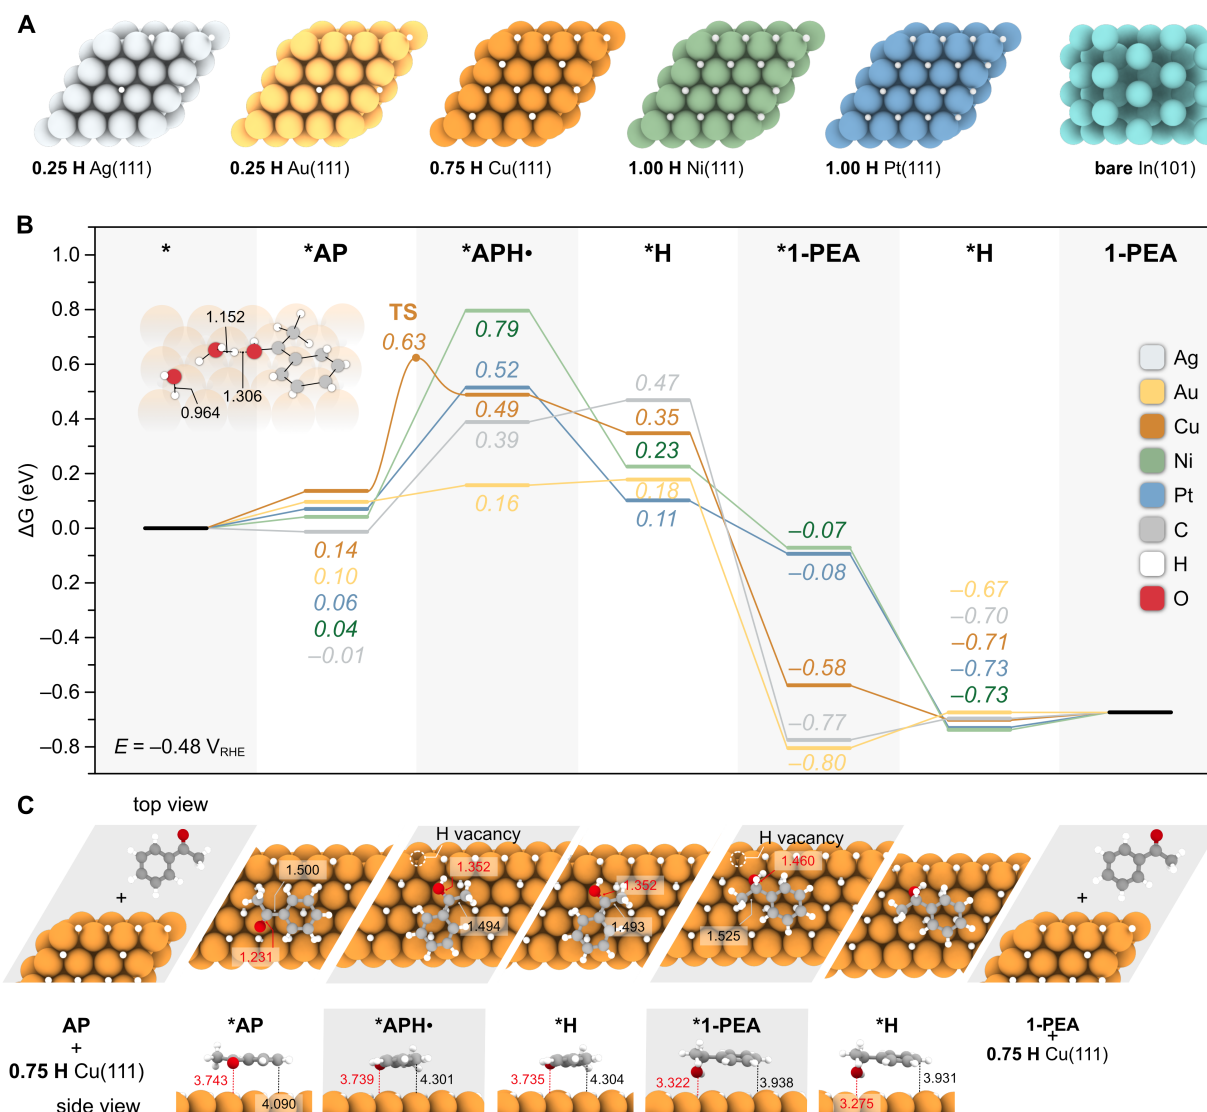 A
0.25 H Ag(111)
0.25 H Au(111)
0.75 H Cu(111)
1.00 H Ni(111)
1.00 H Pt(111)
bare In(101)
B
*
*AP
*APH•
*H
*1-PEA
*H
1-PEA
ΔG (eV)
1.0
0.8
0.6
0.4
0.2
0.0
0.2
–0.4
–0.6
–0.8
1.152
1.306
0.964
TS
0.63
0.79
0.52
0.49
0.39
0.16
0.47
0.35
0.23
0.18
0.11
0.14
0.10
0.06
0.04
–0.01
–0.07
–0.08
–0.58
–0.77
–0.80
–0.67
–0.70
–0.71
–0.73
–0.73
Ag
Au
Cu
Ni
Pt
C
H
O
E = –0.48 VRHE
C
top view
+
1.500
1.231
H vacancy
1.352
1.494
1.352
1.493
H vacancy
1.460
1.525
+
AP
+
0.75 H Cu(111)
side view
*AP
3.743
4.090
*APH•
3.739
4.301
*H
3.735
4.304
*1-PEA
3.322
3.938
*H
3.931
3.275
1-PEA
+
0.75 H Cu(111)